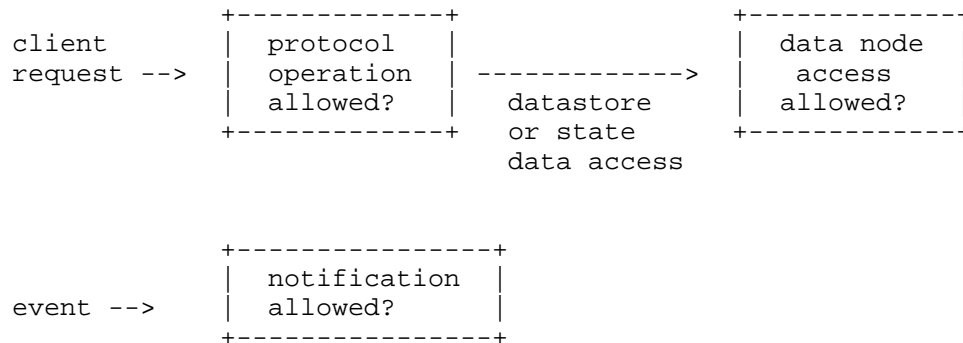 +-------------+                 +-------------
client          |  protocol   |                 |  data node
request -->     |  operation  | ------------->  |   access
|  allowed?   |   datastore     |  allowed?
+-------------+   or state      +-------------
data access
+----------------+
|  notification  |
event -->       |  allowed?      |
+----------------+